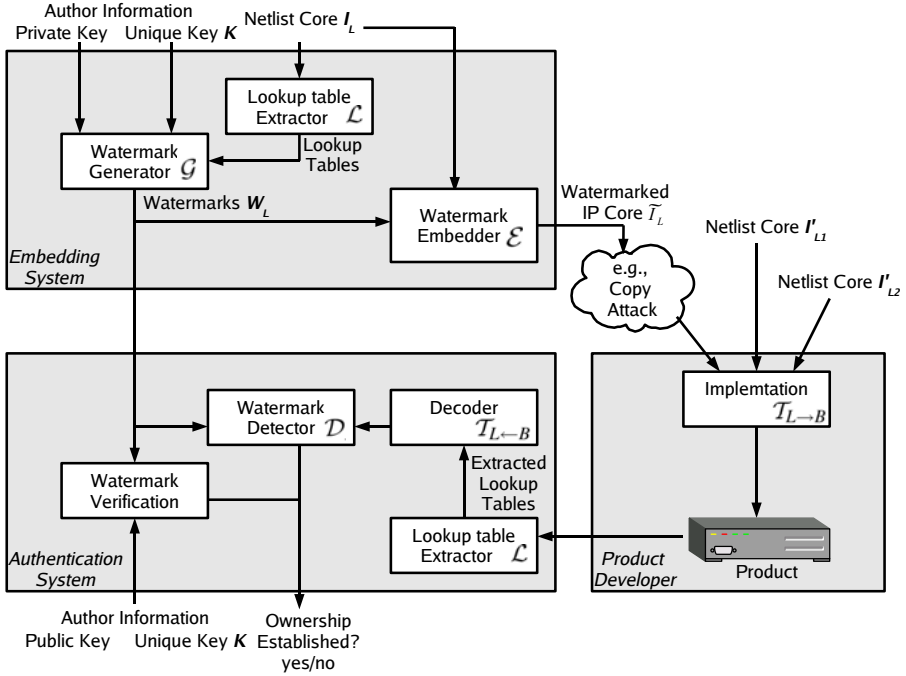 Author Information
Private Key Unique Key K
Netlist Core I_L
Lookup table
Extractor ℒ
Lookup
Tables
Watermark
Generator 𝒢
Watermarks W_L
Watermark
Embedder ℰ
Embedding
System
Watermarked
IP Core Ĩ_L
e.g.,
Copy
Attack
Netlist Core I'_L1
Netlist Core I'_L2
Implemtation
𝒯_L→B
Product
Product
Developer
Watermark
Detector 𝒟
Decoder
𝒯_L←B
Extracted
Lookup
Tables
Lookup table
Extractor ℒ
Watermark
Verification
Authentication
System
Author Information
Public Key Unique Key K
Ownership
Established?
yes/no